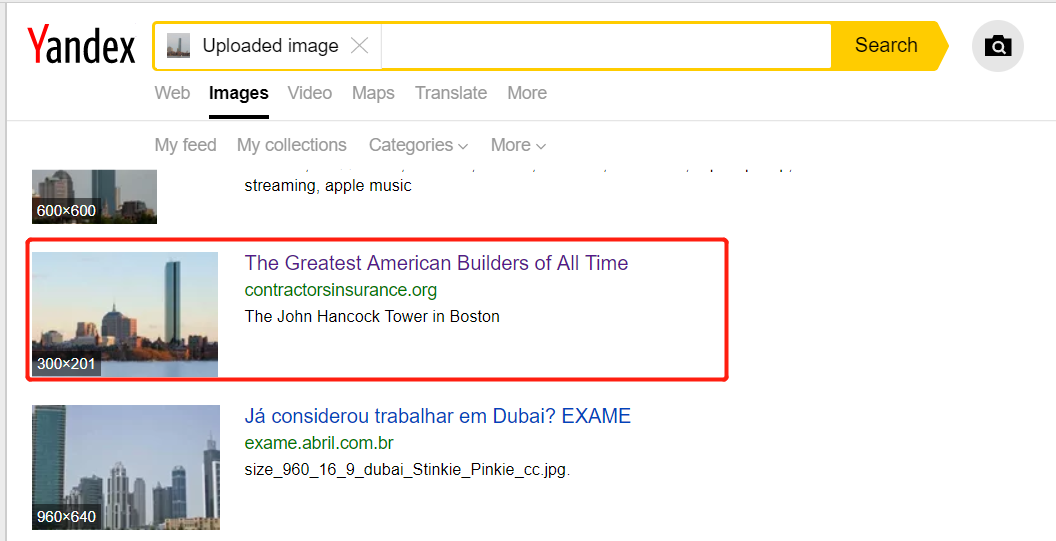 Yandex
Uploaded image
Search
Web Images Video Maps Translate More
My feed My collections Categories More
streaming, apple music
600×600
The Greatest American Builders of All Time
contractorsinsurance.org
The John Hancock Tower in Boston
300×201
Já considerou trabalhar em Dubai? EXAME
exame.abril.com.br
size_960_16_9_dubai_Stinkie_Pinkie_cc.jpg.
960×640